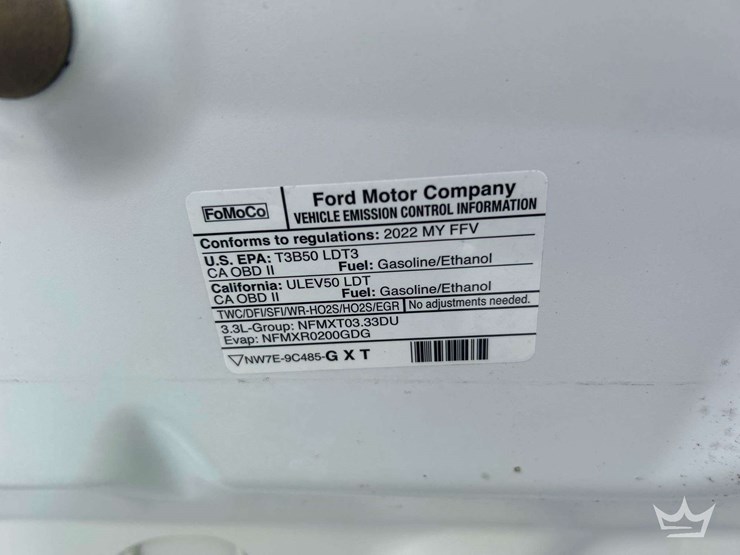 FoMoCo
Ford Motor Company
VEHICLE EMISSION CONTROL INFORMATION
Conforms to regulations: 2022 MY FFV
U.S. EPA: T3B50 LDT3
CA OBD II Fuel: Gasoline/Ethanol
California: ULEV50 LDT
CA OBD II Fuel: Gasoline/Ethanol
TWC/DFI/SFI/WR-HO2S/HO2S/EGR No adjustments needed.
3.3L-Group: NFMXT03.33DU
Evap: NFMXR0200GDG
NW7E-9C485-G X T